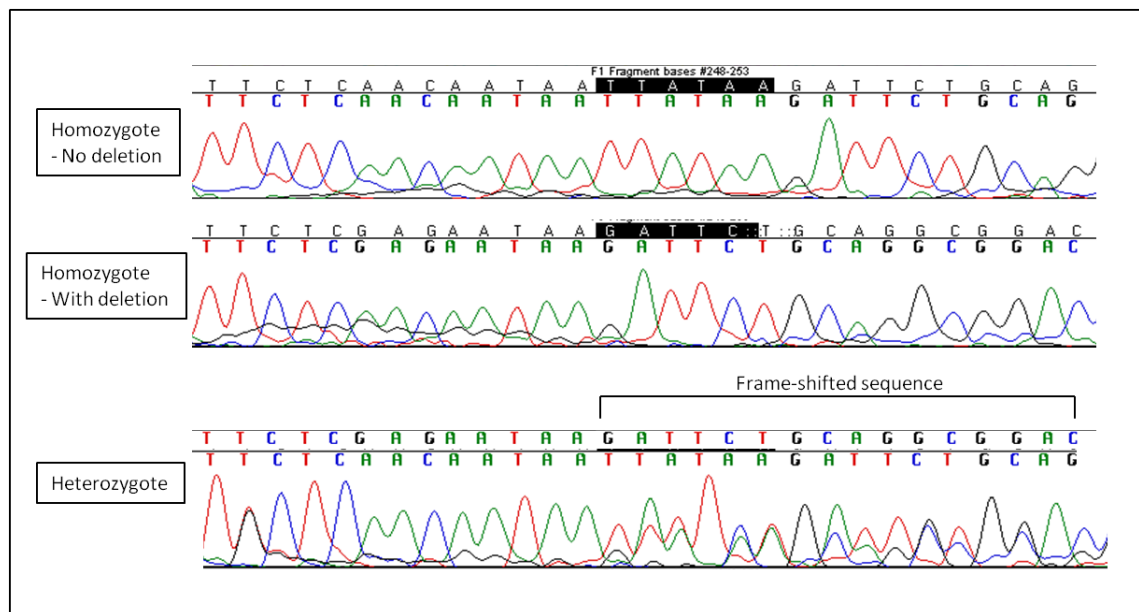 F1 Fragment bases #248-253
T T C T C A A C A A T A A T T A T A A G A T T C T G C A G
T T C T C A A C A A T A A T T A T A A G A T T C T G C A G
Homozygote
- No deletion
T T C T C G A G A A T A A G A T T C T G C A G G C G G A C
T T C T C G A G A A T A A G A T T C T G C A G G C G G A C
Homozygote
- With deletion
Frame-shifted sequence
T T C T C G A G A A T A A G A T T C T G C A G G C G G A C
T T C T C A A C A A T A A T T A T A A G A T T C T G C A G
Heterozygote